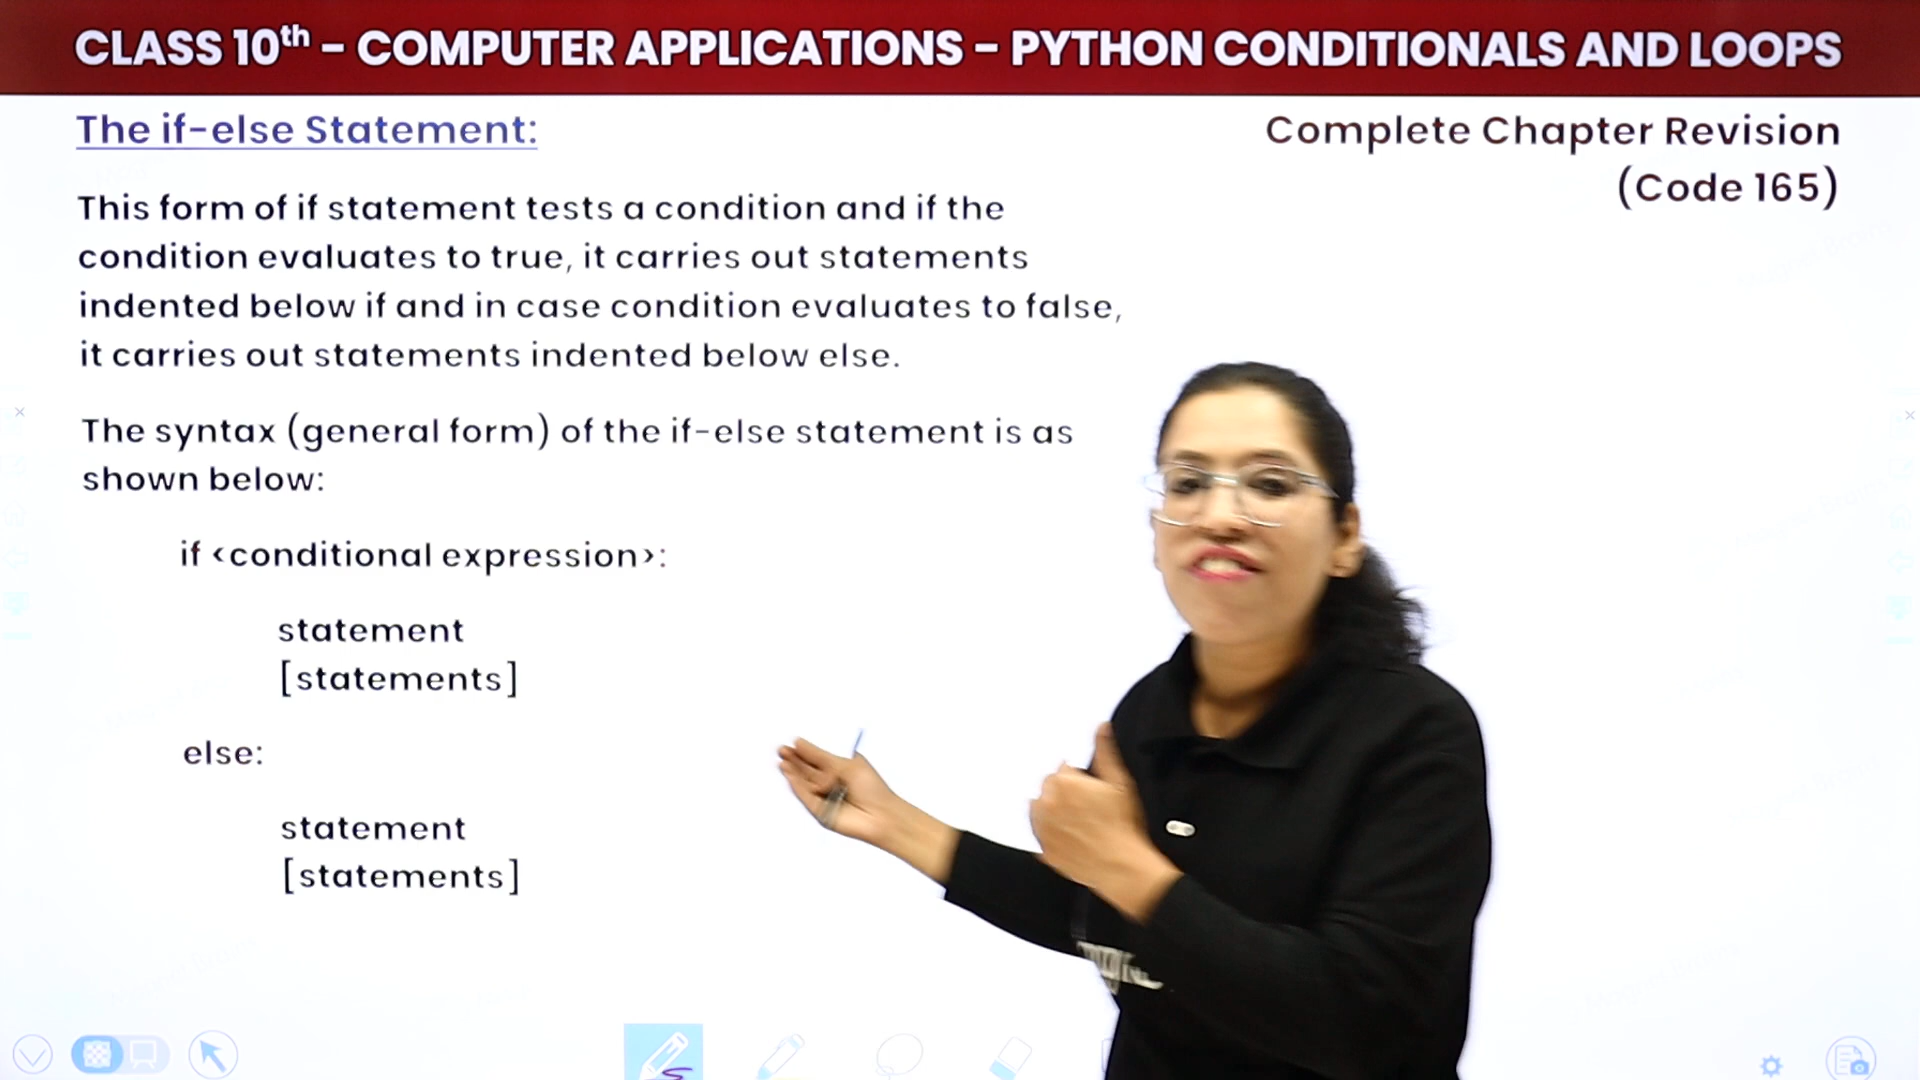 CLASS 10th – COMPUTER APPLICATIONS – PYTHON CONDITIONALS AND LOOPS
The if-else Statement:
Complete Chapter Revision
(Code 165)
This form of if statement tests a condition and if the
condition evaluates to true, it carries out statements
indented below if and in case condition evaluates to false,
it carries out statements indented below else.
The syntax (general form) of the if-else statement is as
shown below:
if <conditional expression>:
statement
[statements]
else:
statement
[statements]